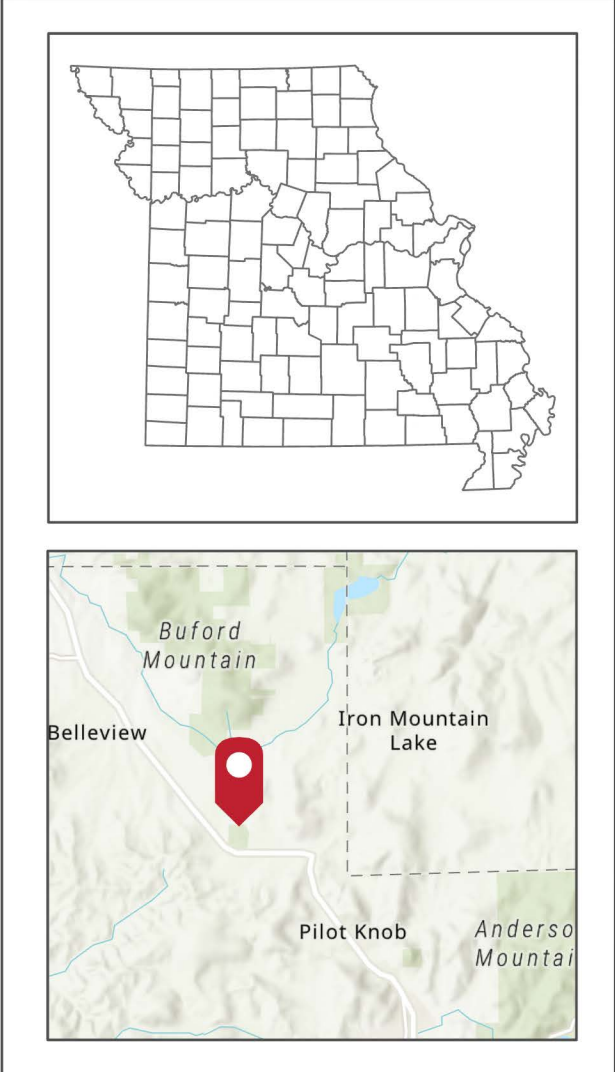 Buford
Mountain
Belleview
Iron Mountain
Lake
Pilot Knob
Anderso
Mountai